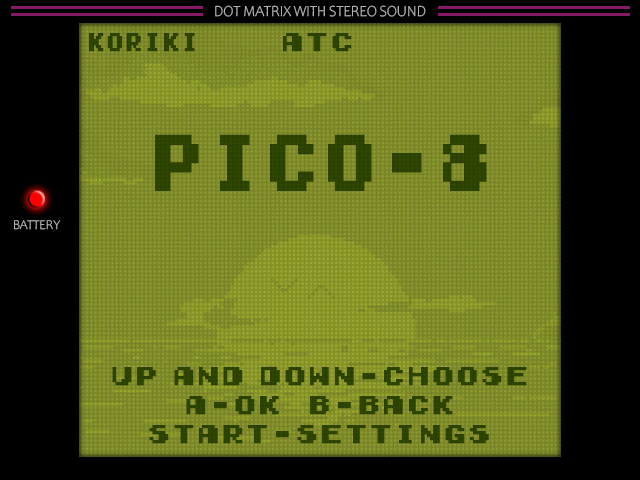 DOT MATRIX WITH STEREO SOUND
KORIKI ATC
PICO-8
BATTERY
UP AND DOWN-CHOOSE
A-OK B-BACK
START-SETTINGS